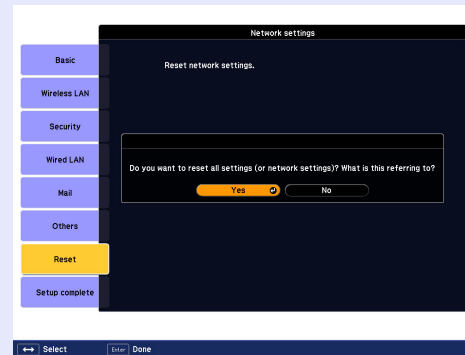 Network settings
Basic
Reset network settings.
Wireless LAN
Security
Wired LAN
Do you want to reset all settings (or network settings)? What is this referring to?
Yes
No
Mail
Others
Reset
Setup complete
Select
Enter Done